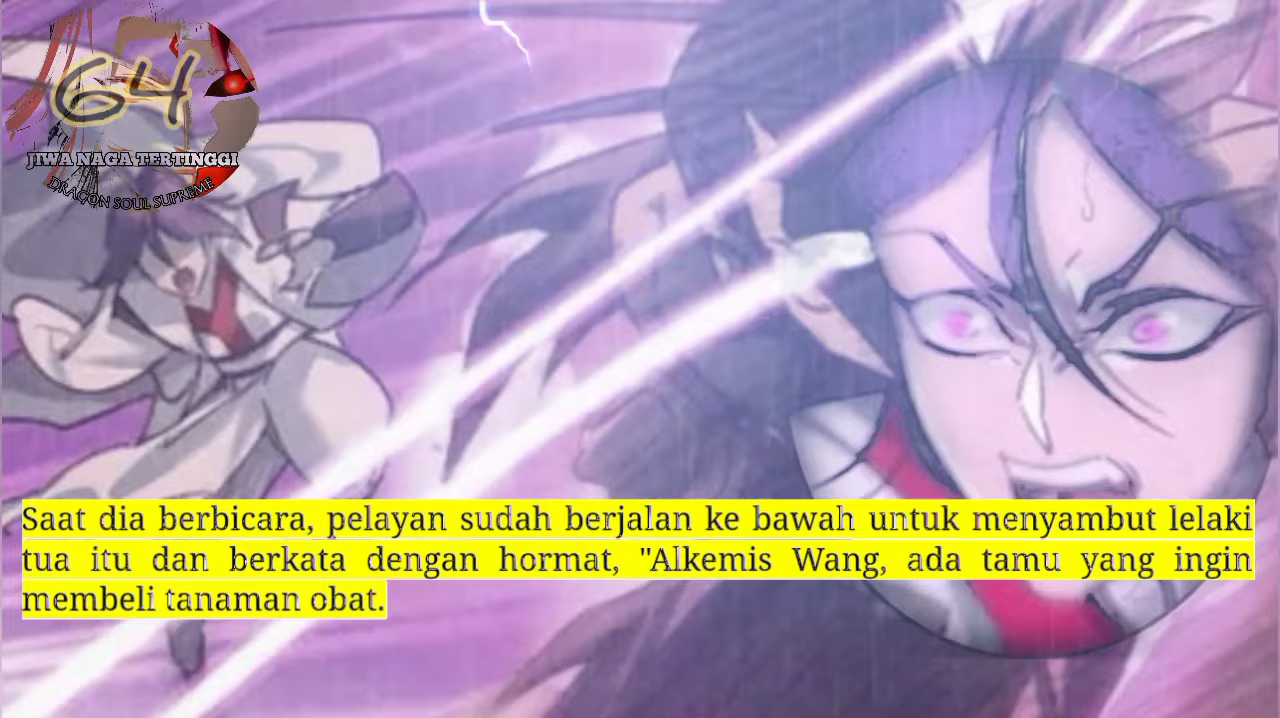 64
JIWA NAGA TERTINGGI
DRAGON SOUL SUPREME
Saat dia berbicara, pelayan sudah berjalan ke bawah untuk menyambut lelaki
tua itu dan berkata dengan hormat, "Alkemis Wang, ada tamu yang ingin
membeli tanaman obat.